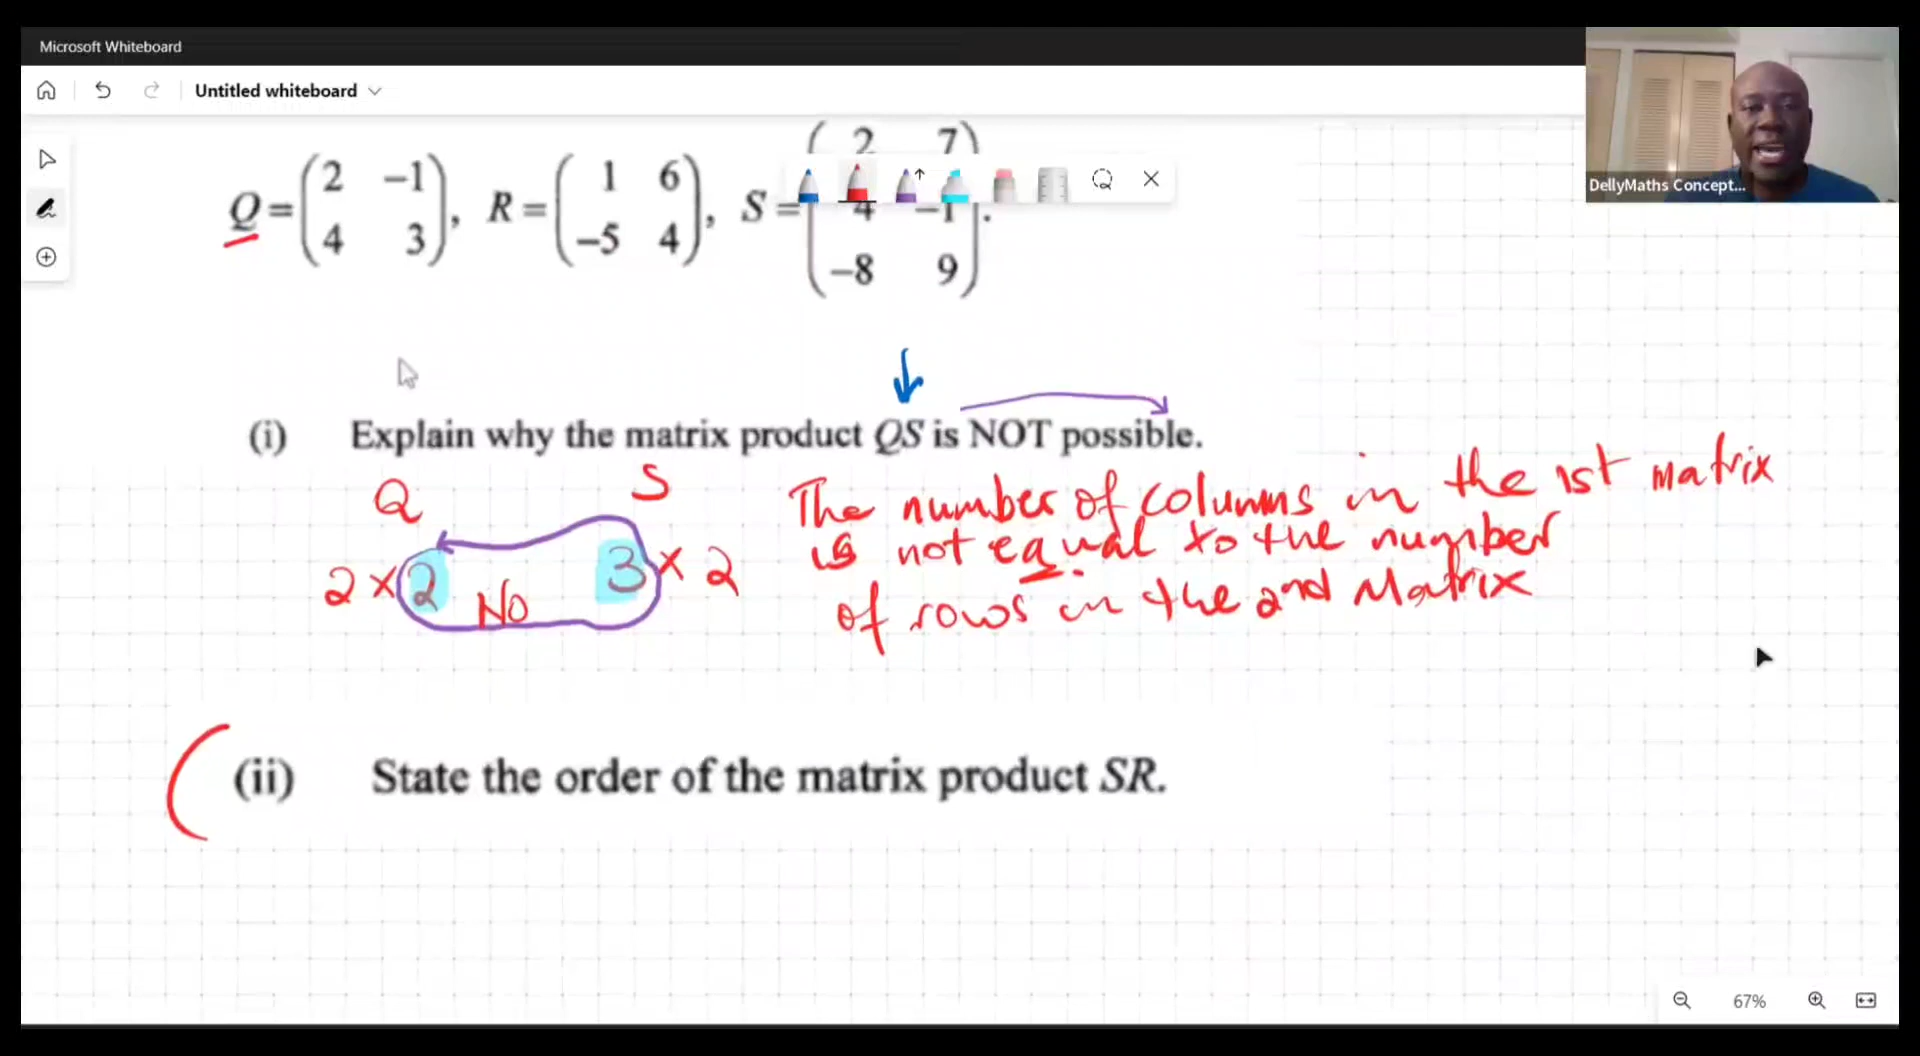 Microsoft Whiteboard
Untitled whiteboard
DellyMaths Concept...
2 7
Q = ( 2 -1 ), R = ( 1 6 ), S = ( 4 -1 ).
4 3 -5 4 -8 9
(i) Explain why the matrix product QS is NOT possible.
Q S
2 × 2 No 3 × 2
The number of columns in the 1st matrix
is not equal to the number
of rows in the 2nd Matrix
(ii) State the order of the matrix product SR.
67%